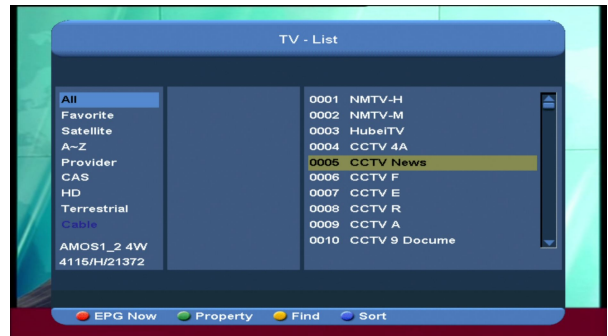 TV - List
All
Favorite
Satellite
A~Z
Provider
CAS
HD
Terrestrial
Cable
AMOS1_2 4W
4115/H/21372
0001 NMTV-H
0002 NMTV-M
0003 HubeiTV
0004 CCTV 4A
0005 CCTV News
0006 CCTV F
0007 CCTV E
0008 CCTV R
0009 CCTV A
0010 CCTV 9 Docume
EPG Now Property Find Sort